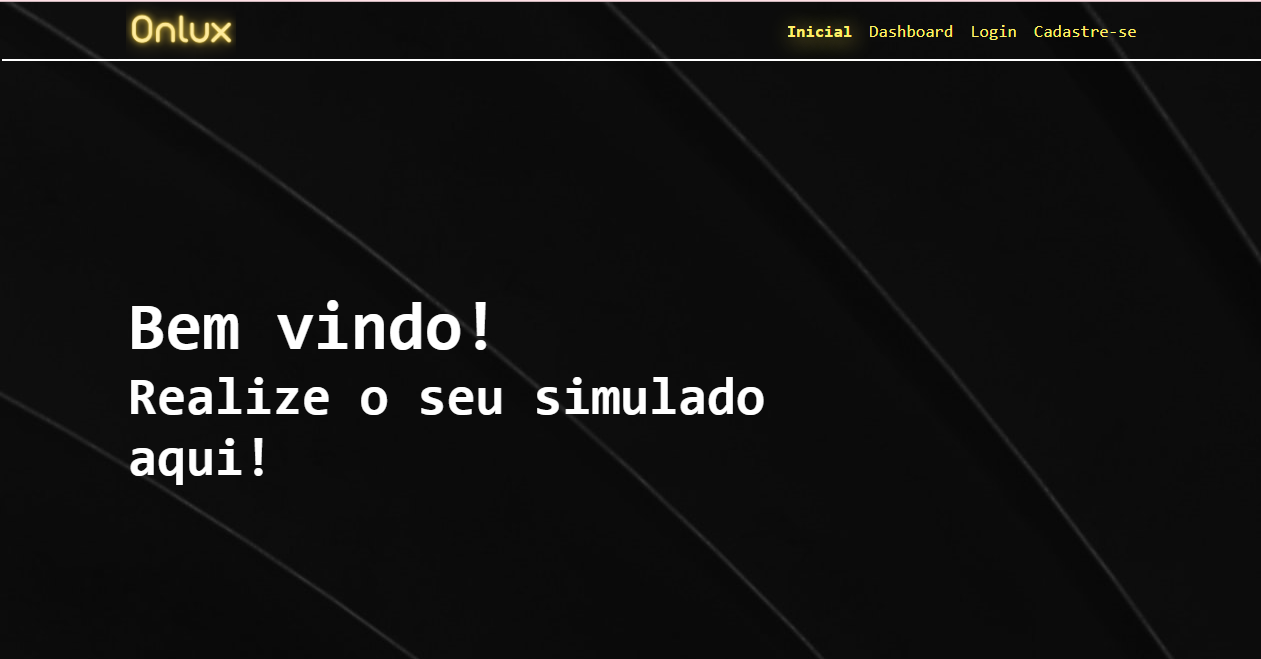 Onlux
Inicial Dashboard Login Cadastre-se
Bem vindo!
Realize o seu simulado
aqui!